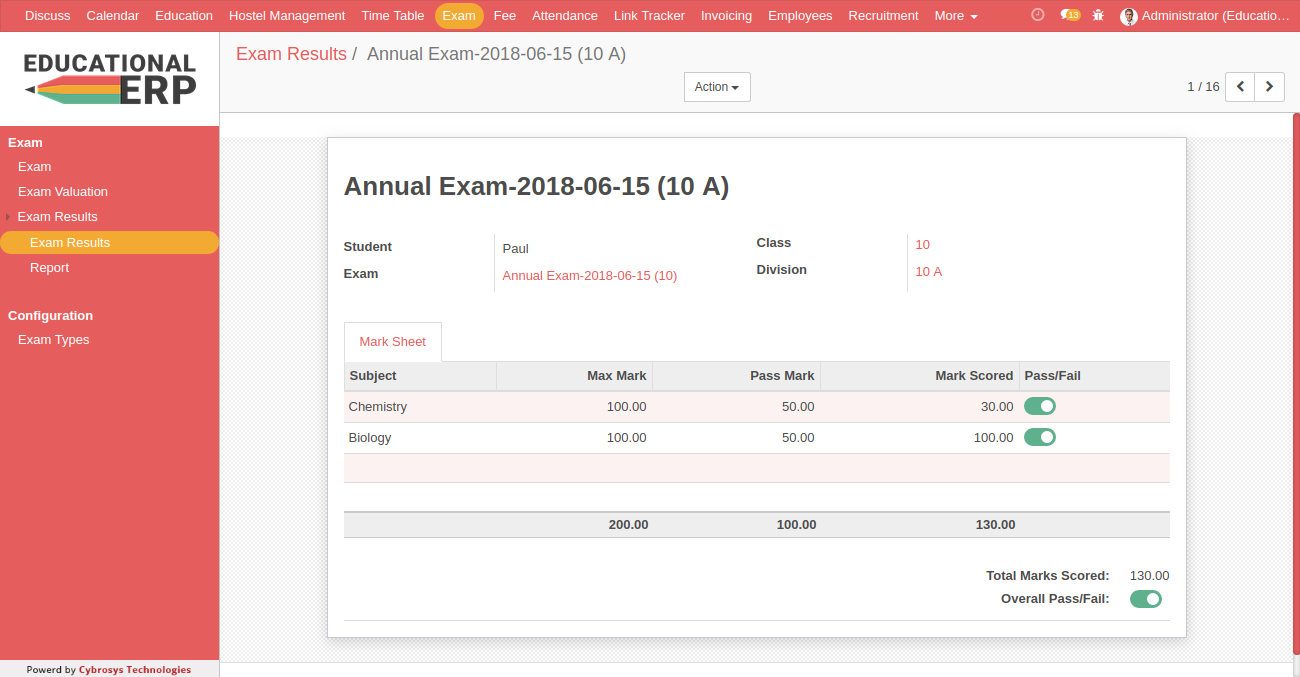 Discuss Calendar Education Hostel Management Time Table Exam Fee Attendance Link Tracker Invoicing Employees Recruitment More 13 Administrator (Educatio...
EDUCATIONAL
ERP
Exam Results / Annual Exam-2018-06-15 (10 A)
Action
1 / 16
Exam
Exam
Exam Valuation
Exam Results
Exam Results
Report
Configuration
Exam Types
Powerd by Cybrosys Technologies
Annual Exam-2018-06-15 (10 A)
Student Paul
Exam Annual Exam-2018-06-15 (10)
Class 10
Division 10 A
Mark Sheet
Subject Max Mark Pass Mark Mark Scored Pass/Fail
Chemistry 100.00 50.00 30.00
Biology 100.00 50.00 100.00
200.00 100.00 130.00
Total Marks Scored: 130.00
Overall Pass/Fail: